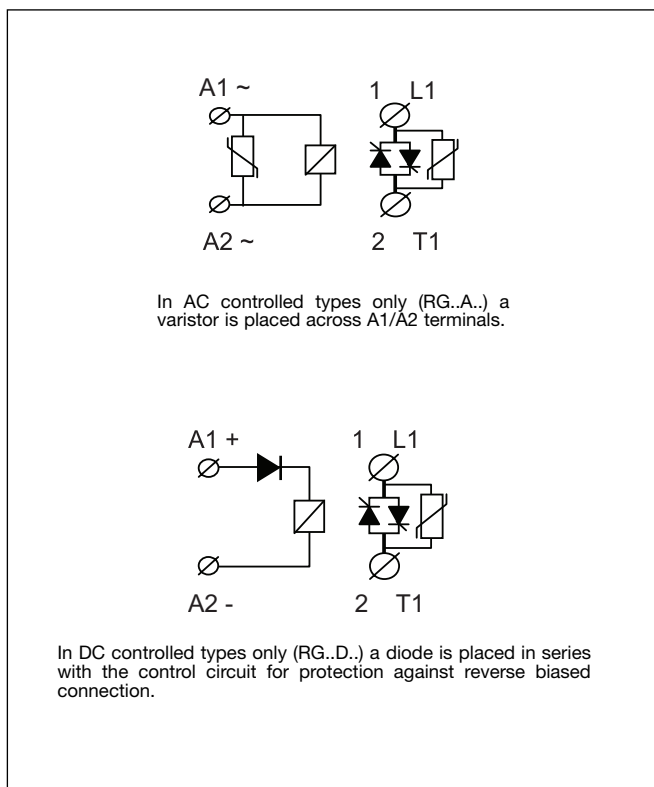 A1 ~
1 L1
A2 ~
2 T1
In AC controlled types only (RG..A..) a
varistor is placed across A1/A2 terminals.
A1 +
1 L1
A2 -
2 T1
In DC controlled types only (RG..D..) a diode is placed in series
with the control circuit for protection against reverse biased
connection.